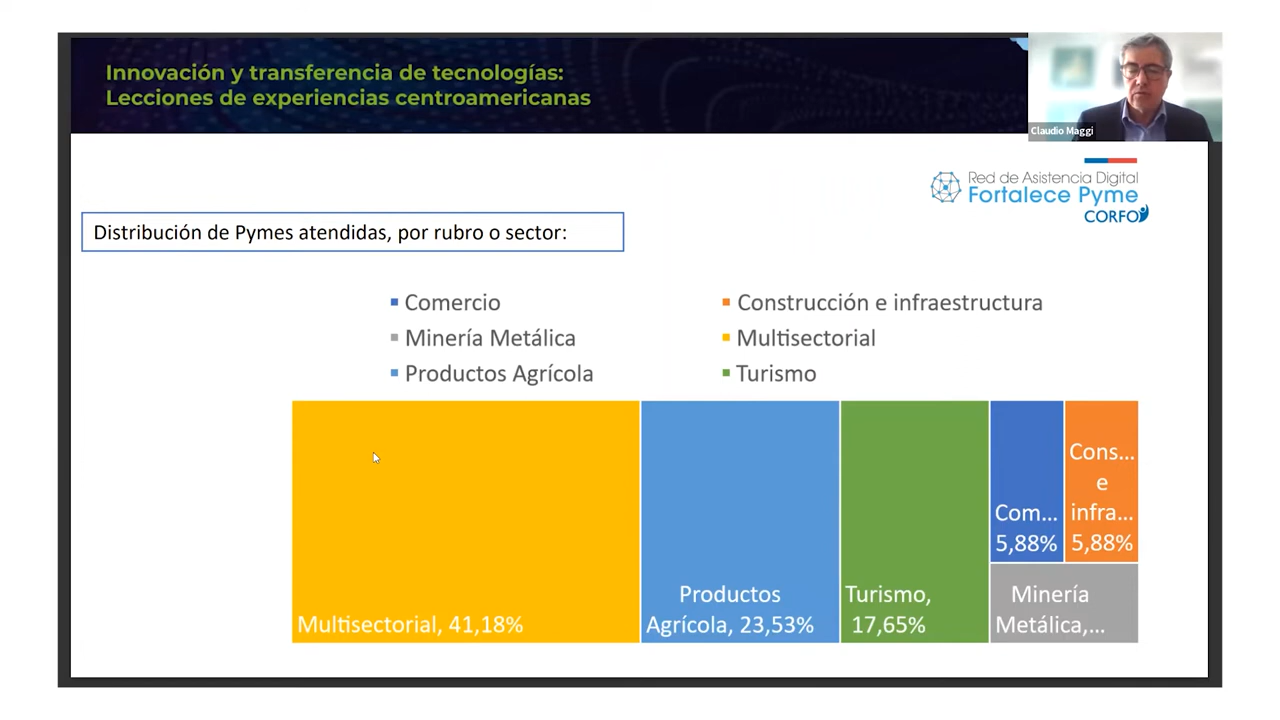 Innovación y transferencia de tecnologías:
Lecciones de experiencias centroamericanas
Claudio Maggi
Red de Asistencia Digital
Fortalece Pyme
CORFO
Distribución de Pymes atendidas, por rubro o sector:
Comercio
Construcción e infraestructura
Minería Metálica
Multisectorial
Productos Agrícola
Turismo
Multisectorial, 41,18%
Productos
Agrícola, 23,53%
Turismo,
17,65%
Com...
5,88%
Cons...
e
infra...
5,88%
Minería
Metálica,...